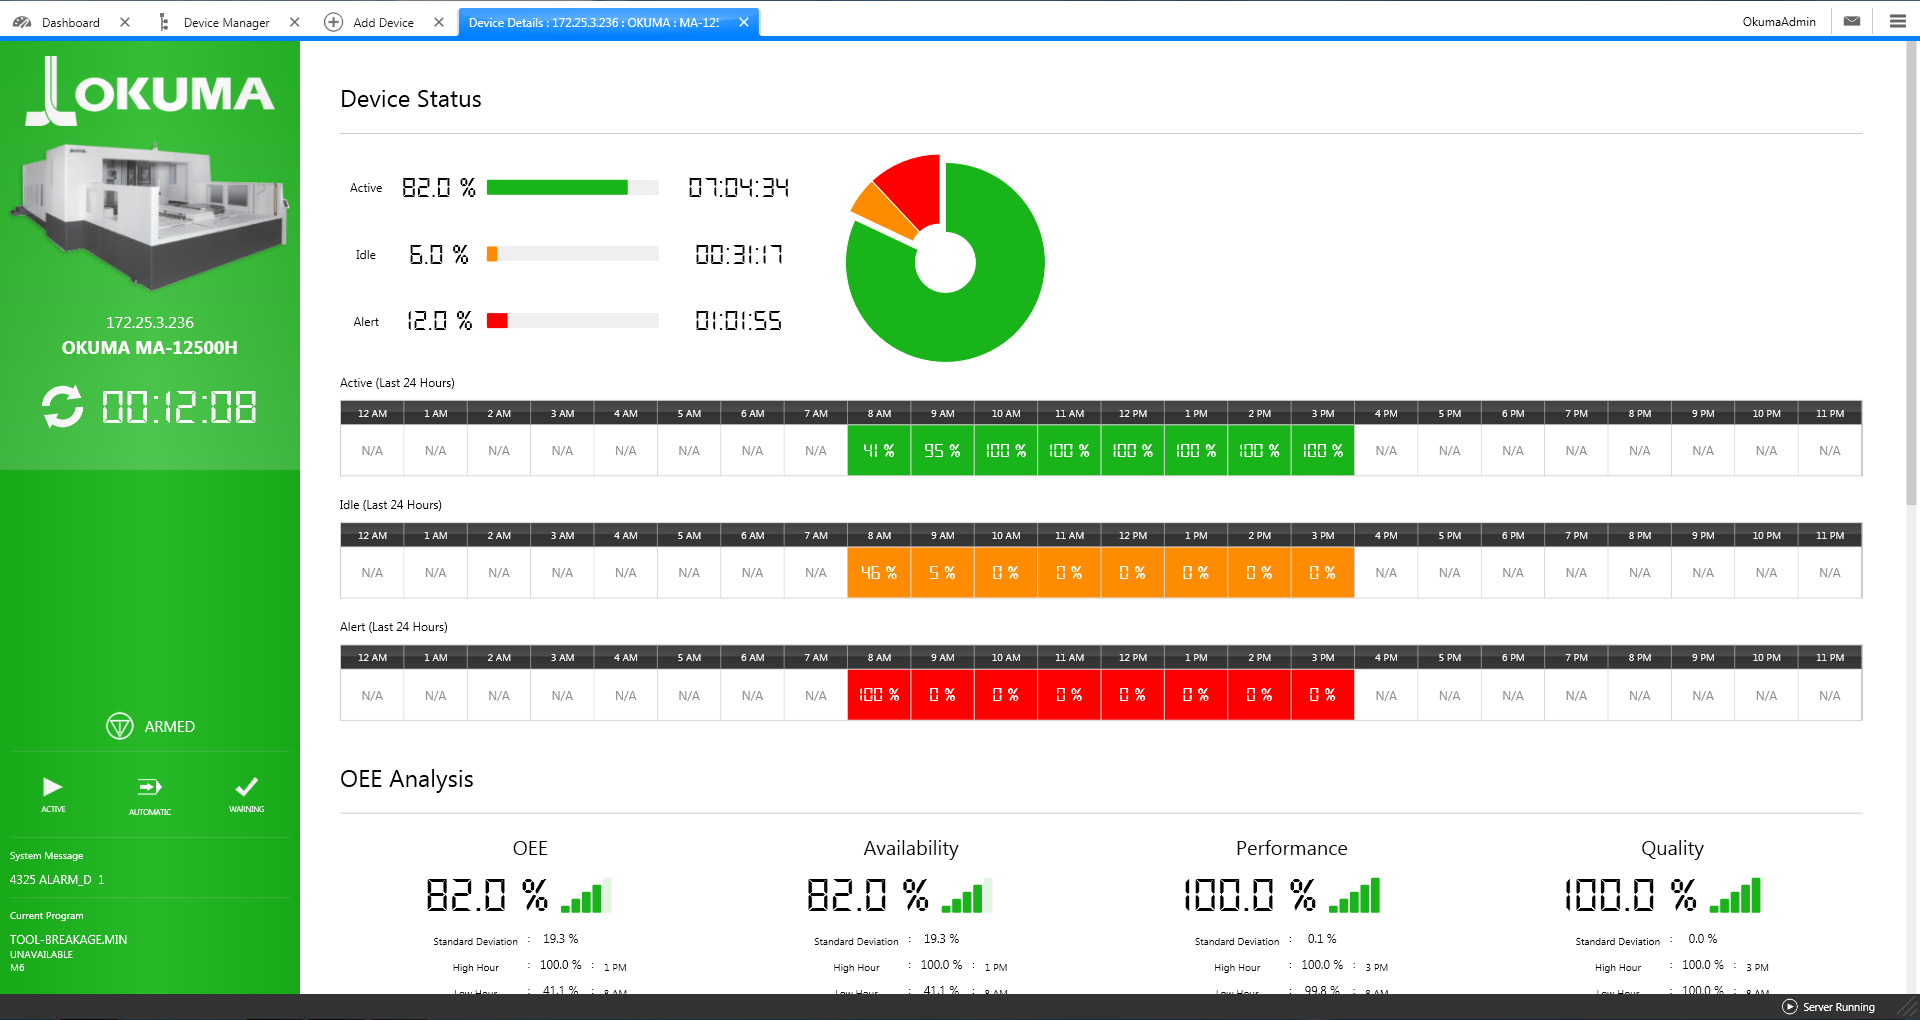 Dashboard
Device Manager
Add Device
Device Details : 172.25.3.236 : OKUMA : MA-12
OkumaAdmin
OKUMA
172.25.3.236
OKUMA MA-12500H
00:12:08
ARMED
ACTIVE
AUTOMATIC
WARNING
System Message
4325 ALARM_D 1
Current Program
TOOL-BREAKAGE.MIN
UNAVAILABLE
M6
Device Status
Active 82.0 % 07:04:34
Idle 6.0 % 00:31:17
Alert 12.0 % 01:01:55
Active (Last 24 Hours)
12 AM 1 AM 2 AM 3 AM 4 AM 5 AM 6 AM 7 AM 8 AM 9 AM 10 AM 11 AM 12 PM 1 PM 2 PM 3 PM 4 PM 5 PM 6 PM 7 PM 8 PM 9 PM 10 PM 11 PM
N/A N/A N/A N/A N/A N/A N/A N/A 41 % 95 % 100 % 100 % 100 % 100 % 100 % 100 % N/A N/A N/A N/A N/A N/A N/A N/A
Idle (Last 24 Hours)
12 AM 1 AM 2 AM 3 AM 4 AM 5 AM 6 AM 7 AM 8 AM 9 AM 10 AM 11 AM 12 PM 1 PM 2 PM 3 PM 4 PM 5 PM 6 PM 7 PM 8 PM 9 PM 10 PM 11 PM
N/A N/A N/A N/A N/A N/A N/A N/A 46 % 5 % 0 % 0 % 0 % 0 % 0 % 0 % N/A N/A N/A N/A N/A N/A N/A N/A
Alert (Last 24 Hours)
12 AM 1 AM 2 AM 3 AM 4 AM 5 AM 6 AM 7 AM 8 AM 9 AM 10 AM 11 AM 12 PM 1 PM 2 PM 3 PM 4 PM 5 PM 6 PM 7 PM 8 PM 9 PM 10 PM 11 PM
N/A N/A N/A N/A N/A N/A N/A N/A 100 % 0 % 0 % 0 % 0 % 0 % 0 % 0 % N/A N/A N/A N/A N/A N/A N/A N/A
OEE Analysis
OEE Availability Performance Quality
82.0 % 82.0 % 100.0 % 100.0 %
Standard Deviation : 19.3 % Standard Deviation : 19.3 % Standard Deviation : 0.1 % Standard Deviation : 0.0 %
High Hour : 100.0 % : 1 PM High Hour : 100.0 % : 1 PM High Hour : 100.0 % : 3 PM High Hour : 100.0 % : 3 PM
Low Hour : 41.1 % : 8 AM Low Hour : 41.1 % : 8 AM Low Hour : 99.8 % : 8 AM Low Hour : 100.0 % : 8 AM
Server Running